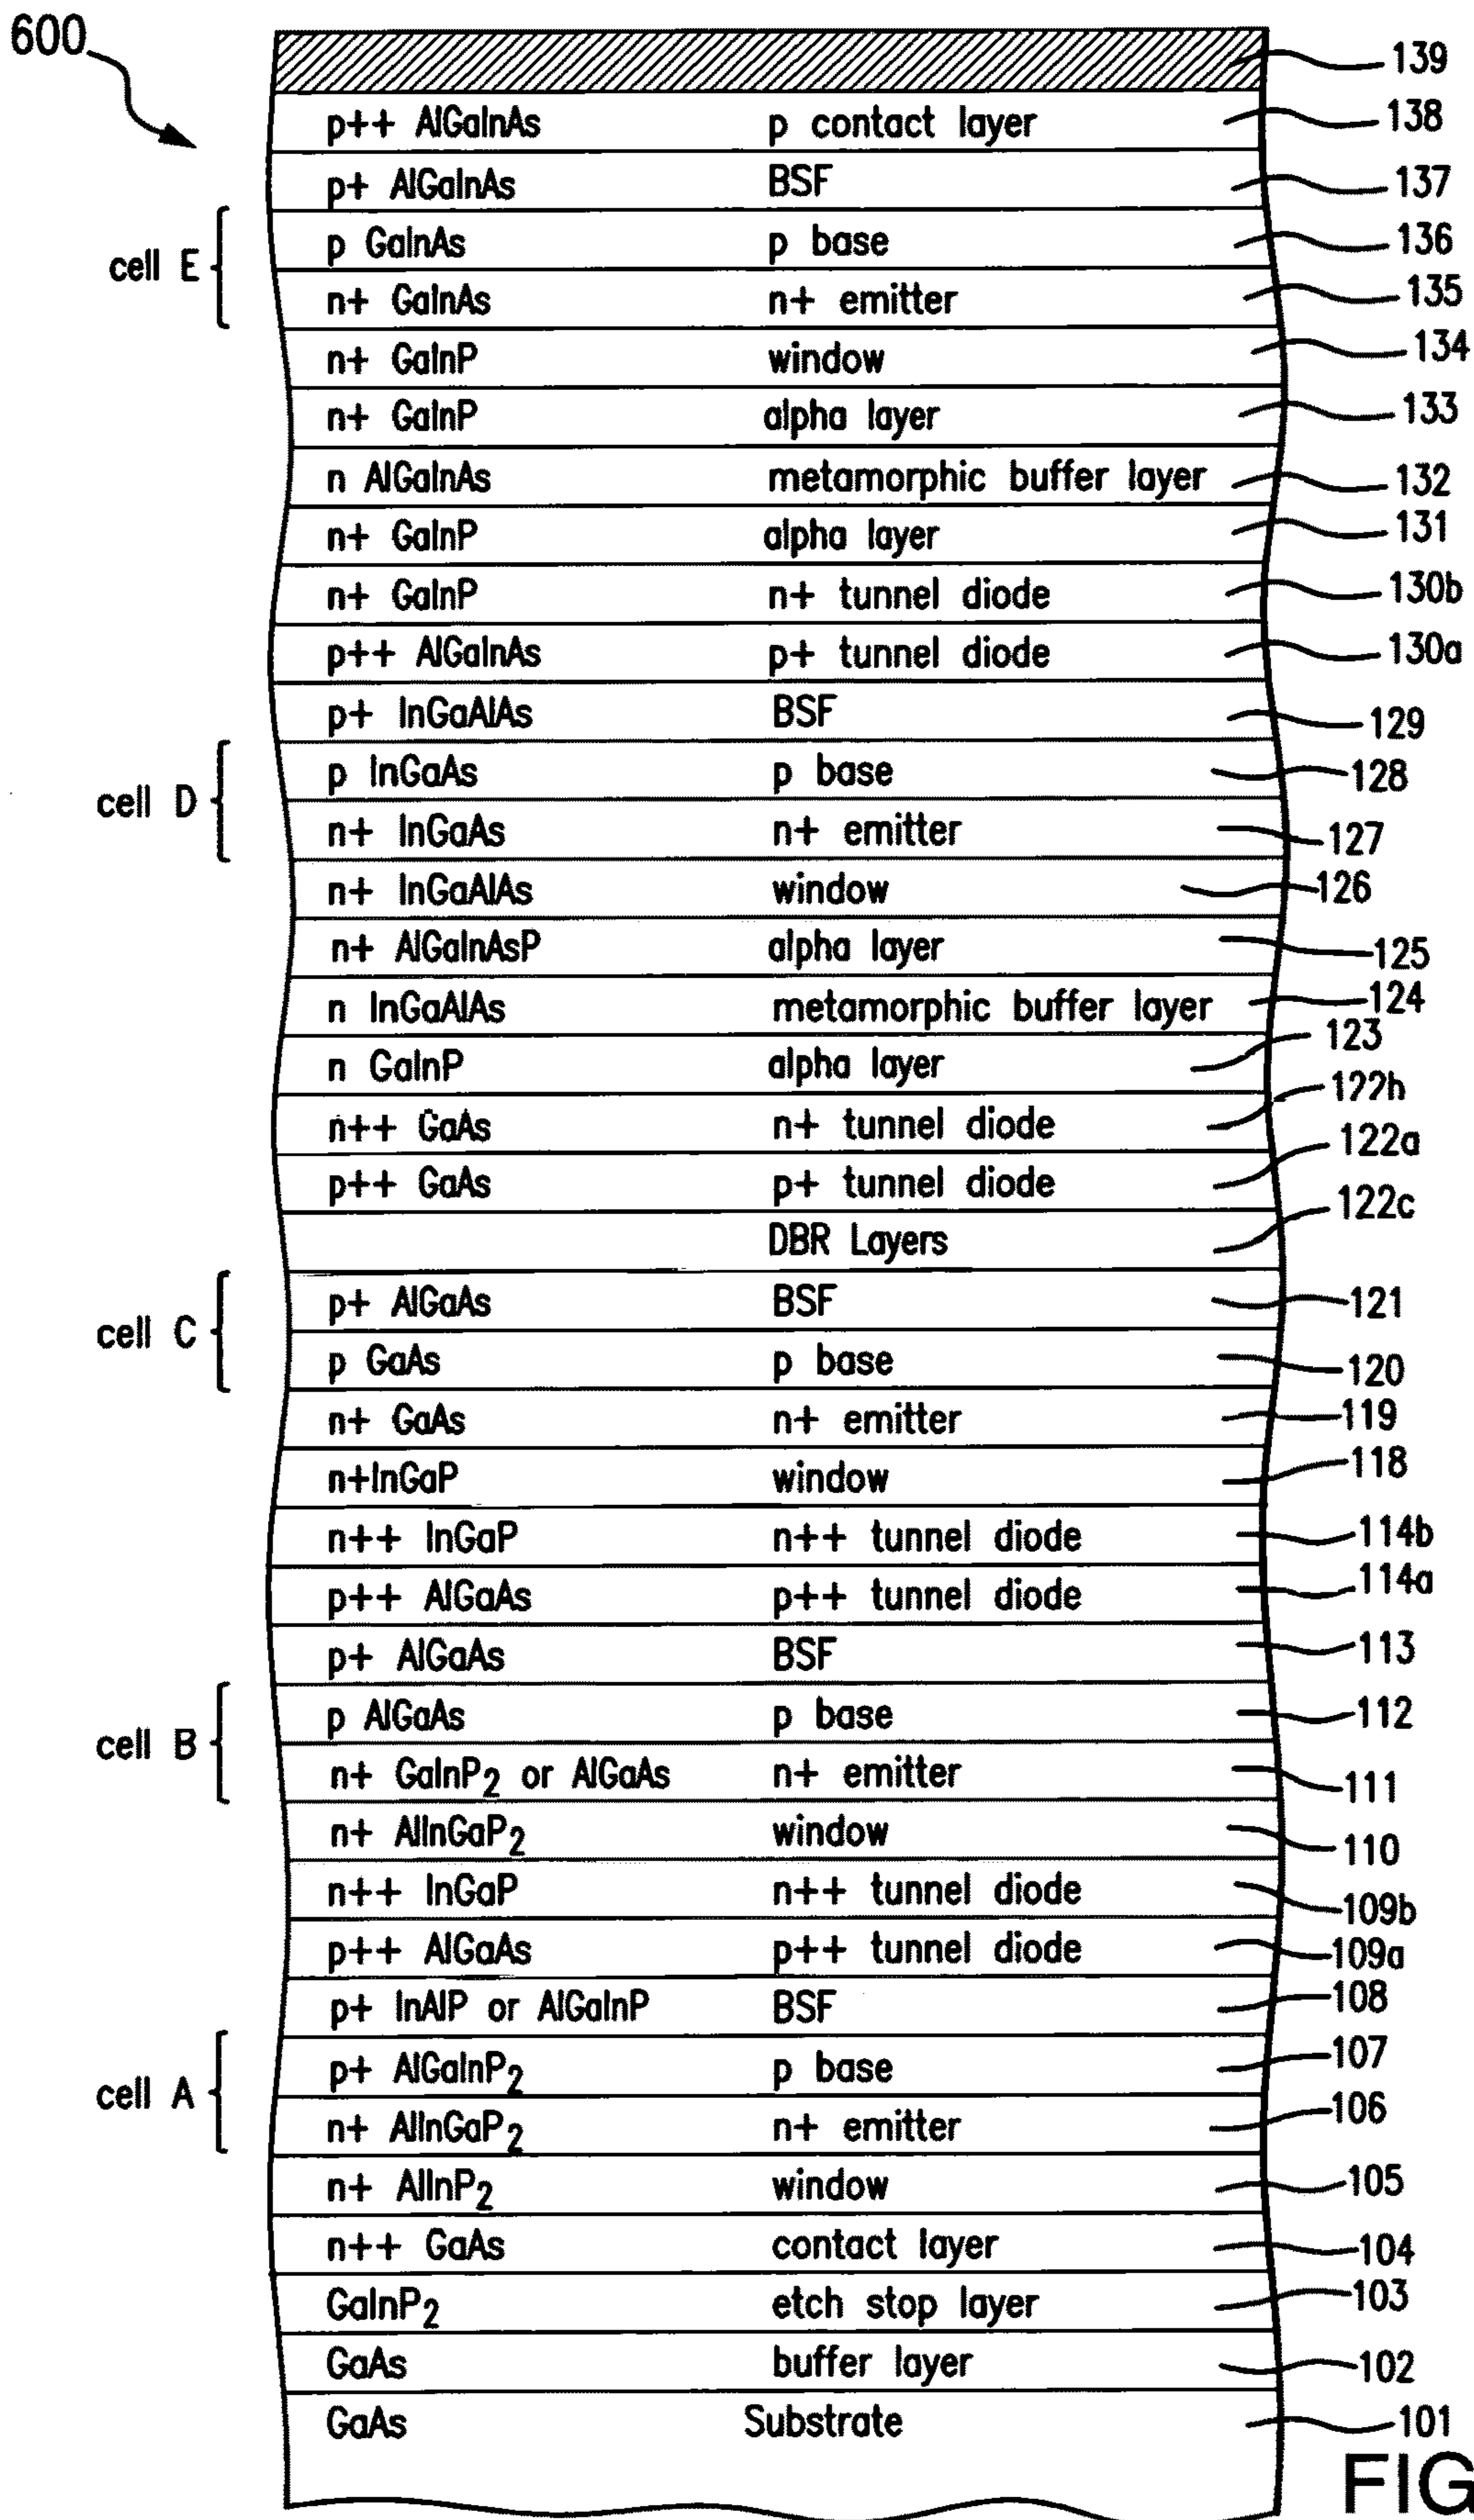 600
139
p++ AlGaInAs p contact layer 138
p+ AlGaInAs BSF 137
cell E
p GaInAs p base 136
n+ GaInAs n+ emitter 135
n+ GaInP window 134
n+ GaInP alpha layer 133
n AlGaInAs metamorphic buffer layer 132
n+ GaInP alpha layer 131
n+ GaInP n+ tunnel diode 130b
p++ AlGaInAs p+ tunnel diode 130a
p+ InGaAlAs BSF 129
cell D
p InGaAs p base 128
n+ InGaAs n+ emitter 127
n+ InGaAlAs window 126
n+ AlGaInAsP alpha layer 125
n InGaAlAs metamorphic buffer layer 124
n GaInP alpha layer 123
n++ GaAs n+ tunnel diode 122h
p++ GaAs p+ tunnel diode 122a
DBR Layers 122c
cell C
p+ AlGaAs BSF 121
p GaAs p base 120
n+ GaAs n+ emitter 119
n+InGaP window 118
n++ InGaP n++ tunnel diode 114b
p++ AlGaAs p++ tunnel diode 114a
p+ AlGaAs BSF 113
cell B
p AlGaAs p base 112
n+ GaInP2 or AlGaAs n+ emitter 111
n+ AlInGaP2 window 110
n++ InGaP n++ tunnel diode 109b
p++ AlGaAs p++ tunnel diode 109a
p+ InAlP or AlGaInP BSF 108
cell A
p+ AlGaInP2 p base 107
n+ AlInGaP2 n+ emitter 106
n+ AlInP2 window 105
n++ GaAs contact layer 104
GaInP2 etch stop layer 103
GaAs buffer layer 102
GaAs Substrate 101
FIG